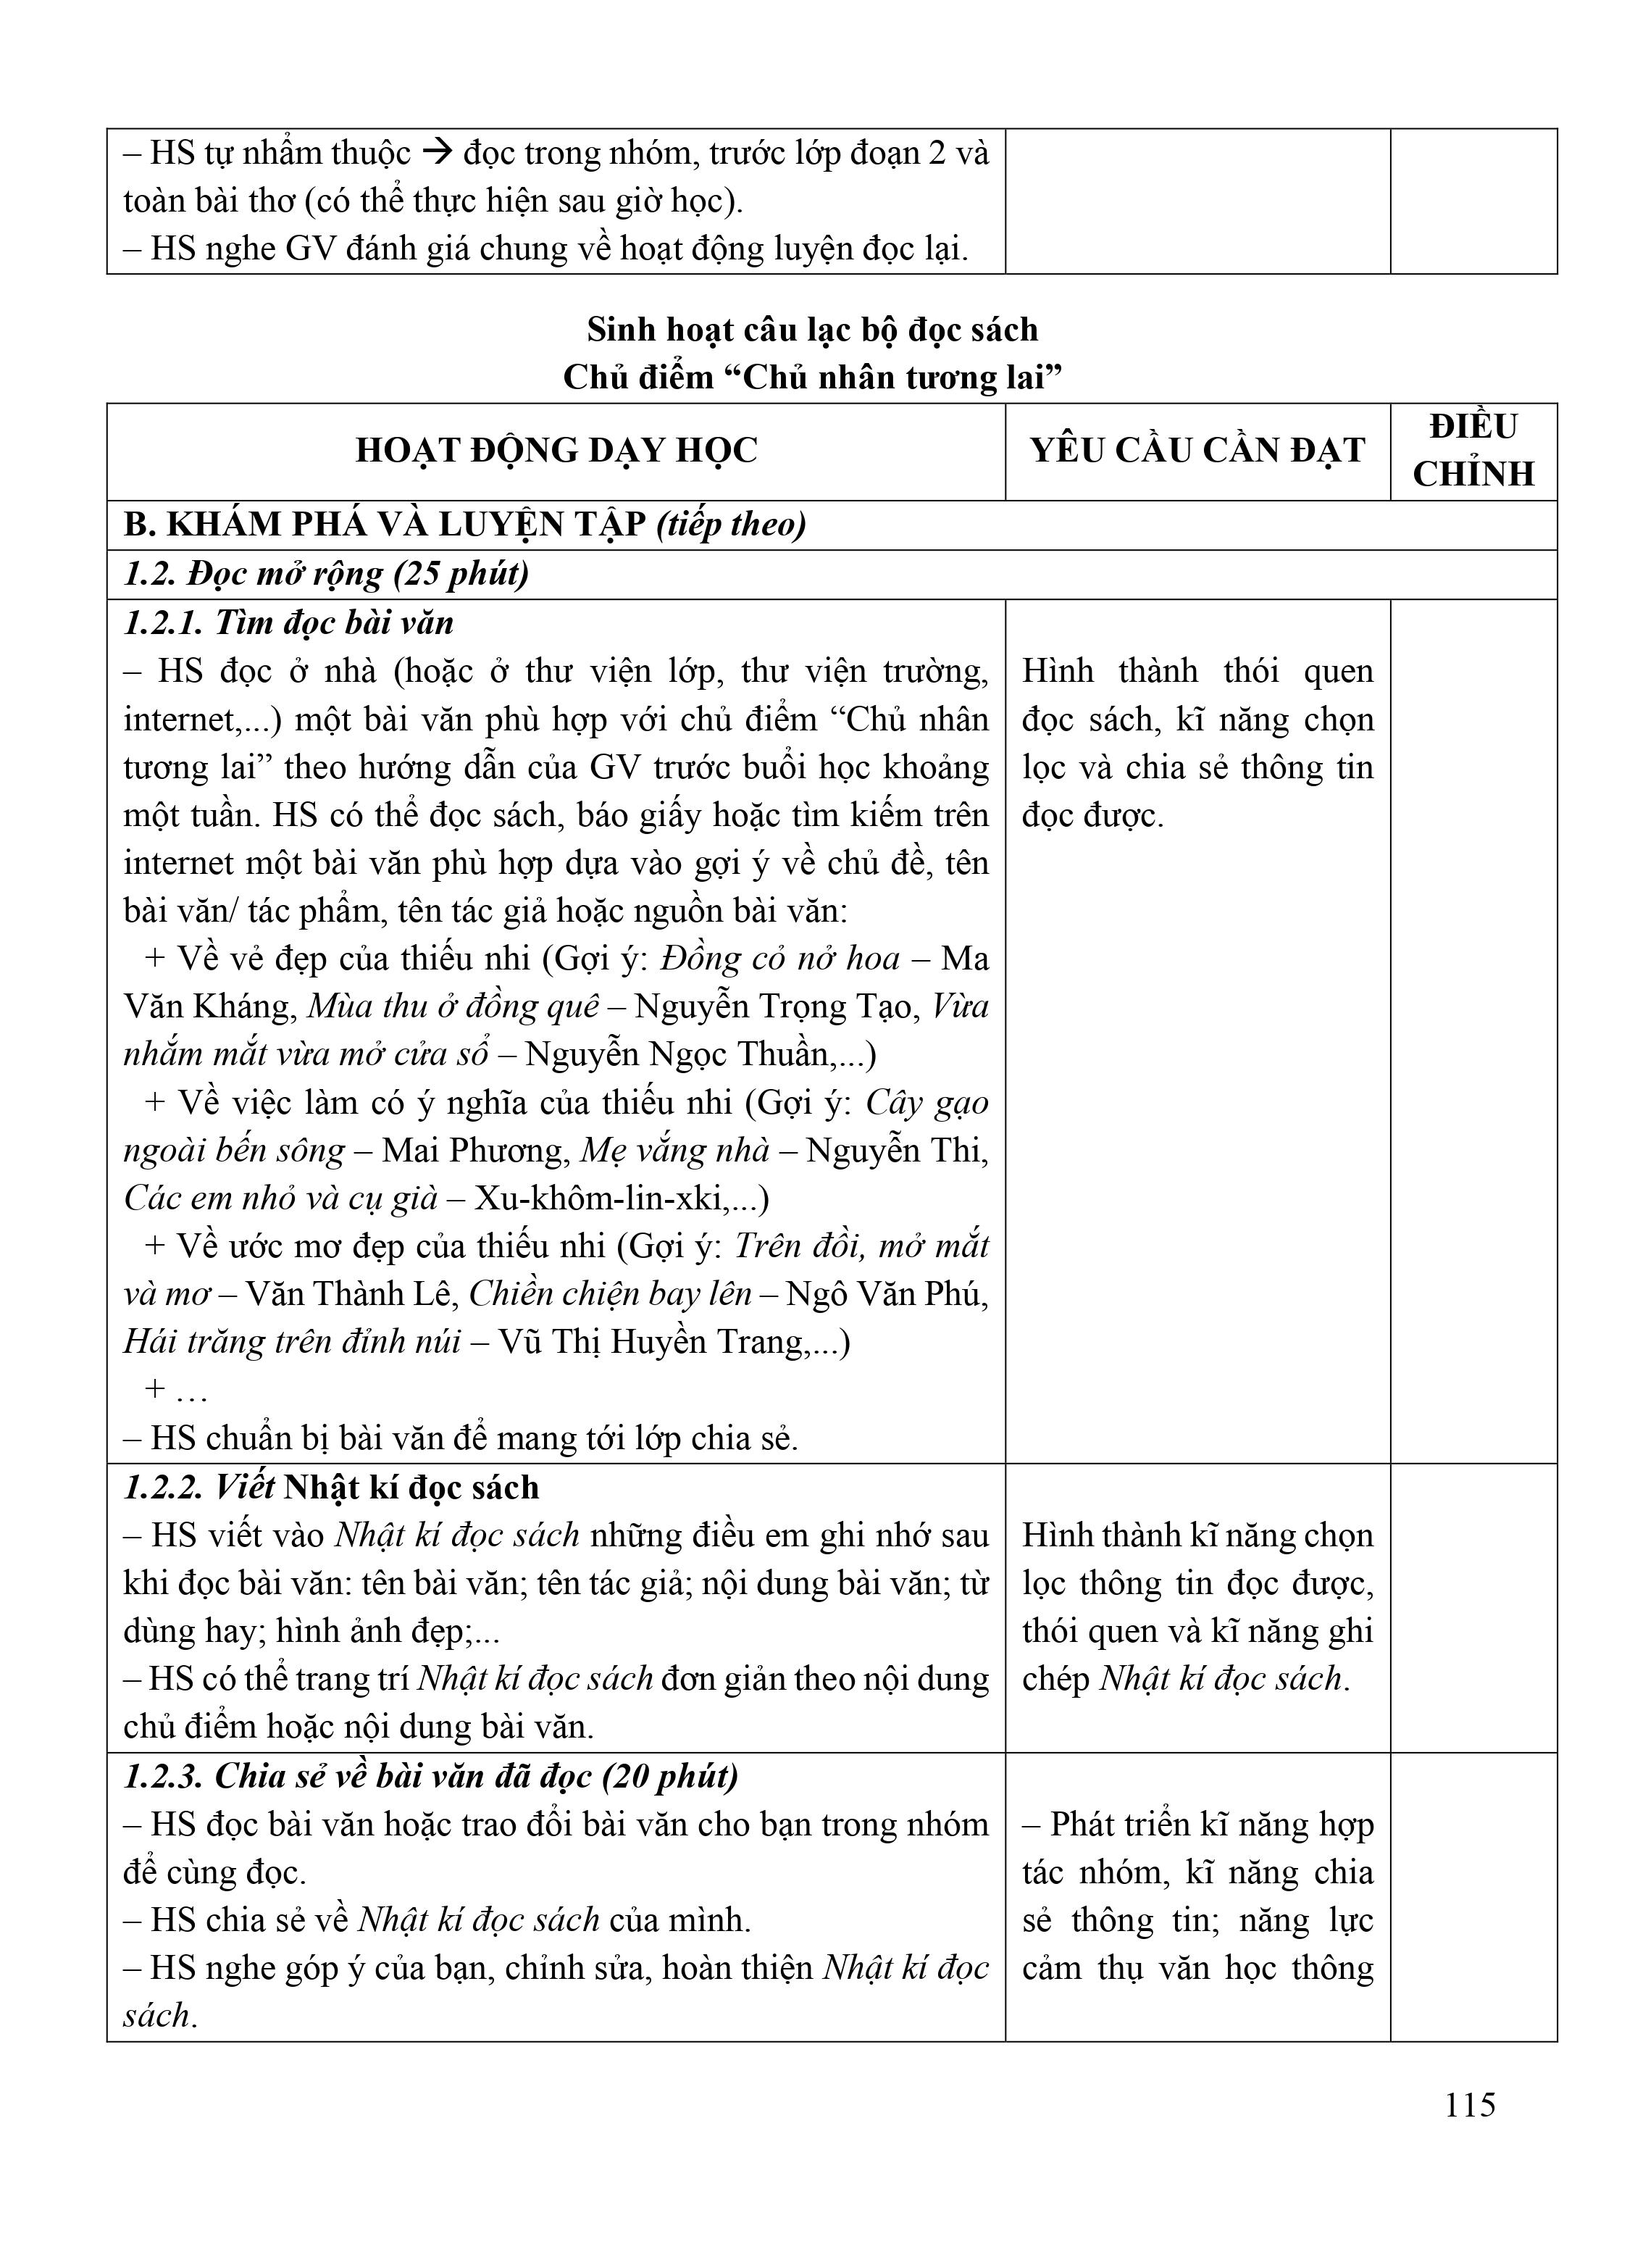 – HS tự nhẩm thuộc → đọc trong nhóm, trước lớp đoạn 2 và
toàn bài thơ (có thể thực hiện sau giờ học).
– HS nghe GV đánh giá chung về hoạt động luyện đọc lại.
Sinh hoạt câu lạc bộ đọc sách
Chủ điểm “Chủ nhân tương lai”
HOẠT ĐỘNG DẠY HỌC
YÊU CẦU CẦN ĐẠT
ĐIỀU
CHỈNH
B. KHÁM PHÁ VÀ LUYỆN TẬP (tiếp theo)
1.2. Đọc mở rộng (25 phút)
1.2.1. Tìm đọc bài văn
– HS đọc ở nhà (hoặc ở thư viện lớp, thư viện trường,
internet,...) một bài văn phù hợp với chủ điểm “Chủ nhân
tương lai” theo hướng dẫn của GV trước buổi học khoảng
một tuần. HS có thể đọc sách, báo giấy hoặc tìm kiếm trên
internet một bài văn phù hợp dựa vào gợi ý về chủ đề, tên
bài văn/ tác phẩm, tên tác giả hoặc nguồn bài văn:
+ Về vẻ đẹp của thiếu nhi (Gợi ý: Đồng cỏ nở hoa – Ma
Văn Kháng, Mùa thu ở đồng quê – Nguyễn Trọng Tạo, Vừa
nhắm mắt vừa mở cửa sổ – Nguyễn Ngọc Thuần,...)
+ Về việc làm có ý nghĩa của thiếu nhi (Gợi ý: Cây gạo
ngoài bến sông – Mai Phương, Mẹ vắng nhà – Nguyễn Thi,
Các em nhỏ và cụ già – Xu-khôm-lin-xki,...)
+ Về ước mơ đẹp của thiếu nhi (Gợi ý: Trên đồi, mở mắt
và mơ – Văn Thành Lê, Chiền chiện bay lên – Ngô Văn Phú,
Hái trăng trên đỉnh núi – Vũ Thị Huyền Trang,...)
+ …
– HS chuẩn bị bài văn để mang tới lớp chia sẻ.
Hình thành thói quen
đọc sách, kĩ năng chọn
lọc và chia sẻ thông tin
đọc được.
1.2.2. Viết Nhật kí đọc sách
– HS viết vào Nhật kí đọc sách những điều em ghi nhớ sau
khi đọc bài văn: tên bài văn; tên tác giả; nội dung bài văn; từ
dùng hay; hình ảnh đẹp;...
– HS có thể trang trí Nhật kí đọc sách đơn giản theo nội dung
chủ điểm hoặc nội dung bài văn.
Hình thành kĩ năng chọn
lọc thông tin đọc được,
thói quen và kĩ năng ghi
chép Nhật kí đọc sách.
1.2.3. Chia sẻ về bài văn đã đọc (20 phút)
– HS đọc bài văn hoặc trao đổi bài văn cho bạn trong nhóm
để cùng đọc.
– HS chia sẻ về Nhật kí đọc sách của mình.
– HS nghe góp ý của bạn, chỉnh sửa, hoàn thiện Nhật kí đọc
sách.
– Phát triển kĩ năng hợp
tác nhóm, kĩ năng chia
sẻ thông tin; năng lực
cảm thụ văn học thông
115